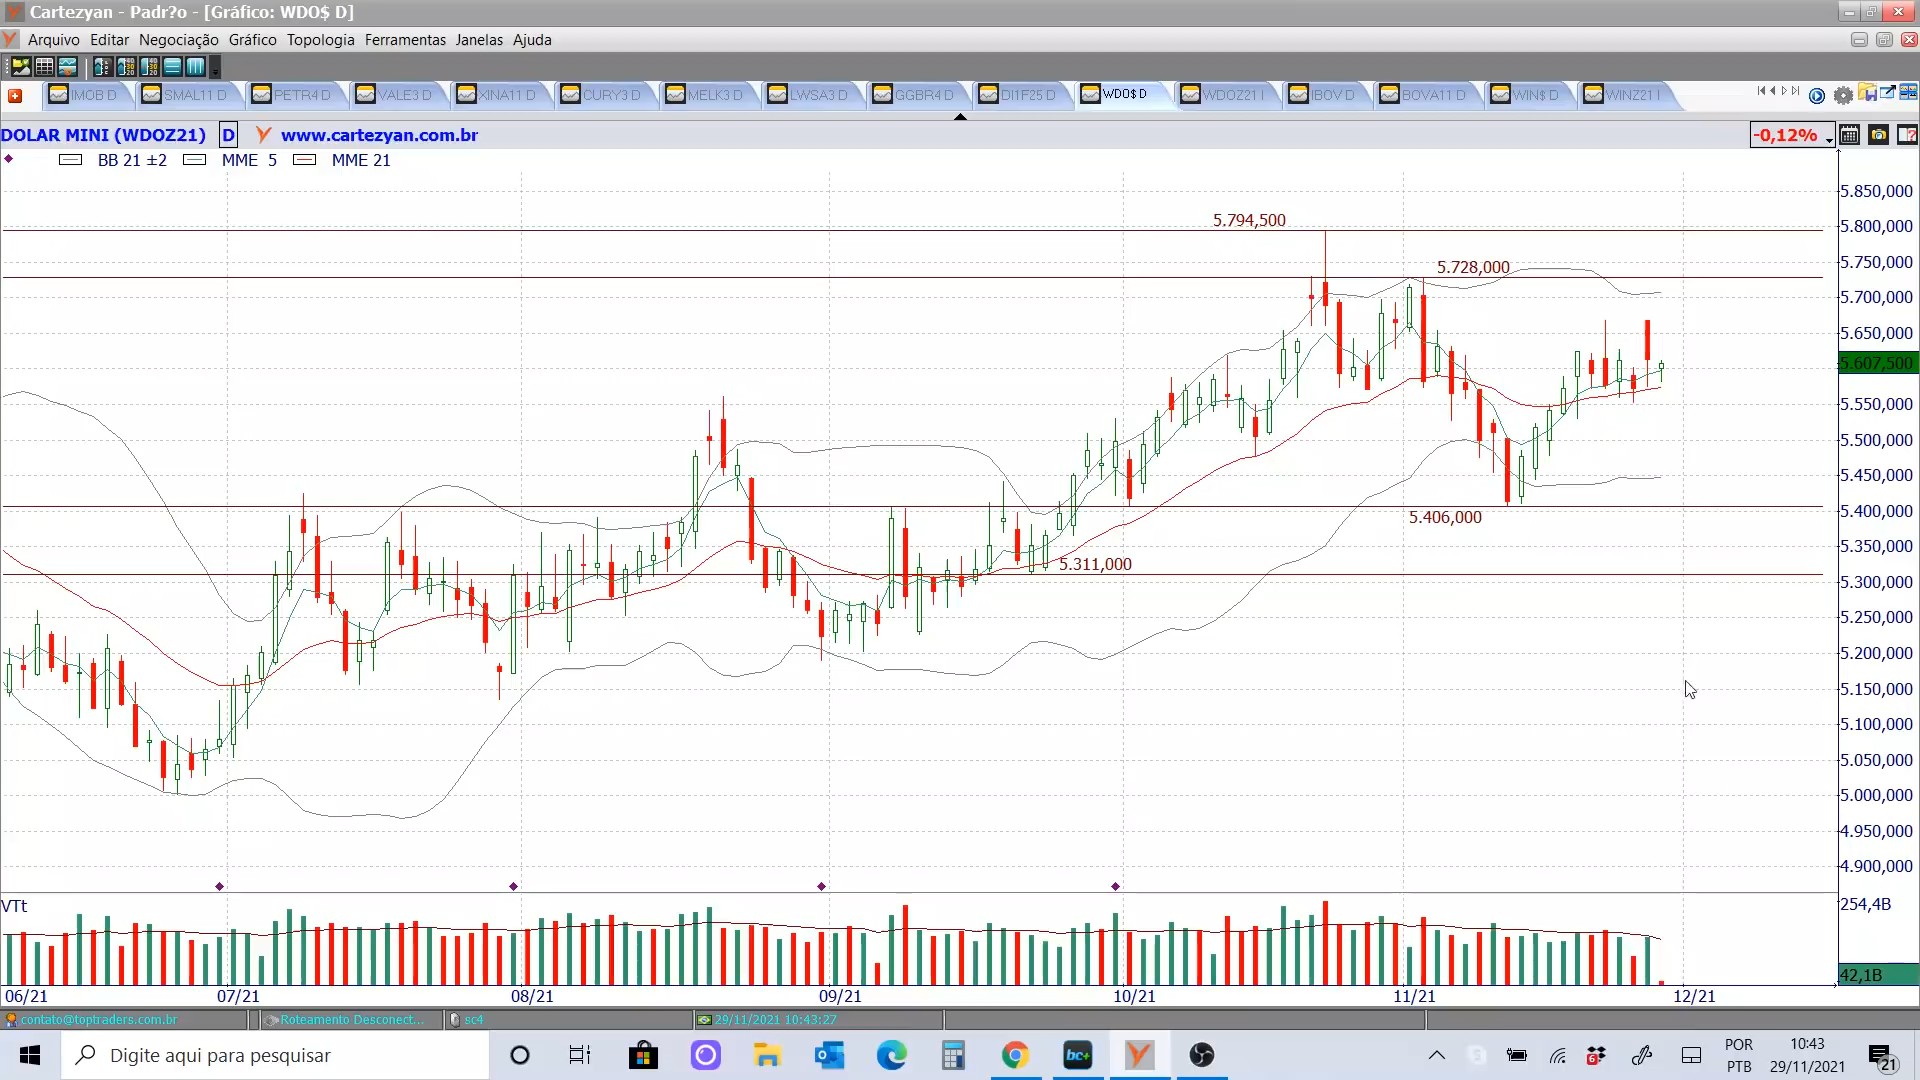 Cartezyan - Padr?o - [Gráfico: WDO$ D]
Arquivo Editar Negociação Gráfico Topologia Ferramentas Janelas Ajuda
IMOB D SMAL11 D PETR4 D VALE3 D XINA11 D CURY3 D MELK3 D LWSA3 D GGBR4 D DI1F25 D WDO$ D WDOZ21 I IBOV D BOVA11 D WIN$ D WINZ21 I
DOLAR MINI (WDOZ21) D www.cartezyan.com.br -0,12%
BB 21 ±2 MME 5 MME 21
5.850,000
5.794,500
5.800,000
5.728,000
5.750,000
5.700,000
5.650,000
5.607,500
5.550,000
5.500,000
5.450,000
5.400,000
5.406,000
5.350,000
5.311,000
5.300,000
5.250,000
5.200,000
5.150,000
5.100,000
5.050,000
5.000,000
4.950,000
4.900,000
VTt
254,4B
42,1B
06/21 07/21 08/21 09/21 10/21 11/21 12/21
contato@toptraders.com.br Roteamento Desconect... sc4 29/11/2021 10:43:27
Digite aqui para pesquisar
bc+
6
POR
PTB
10:43
29/11/2021
21